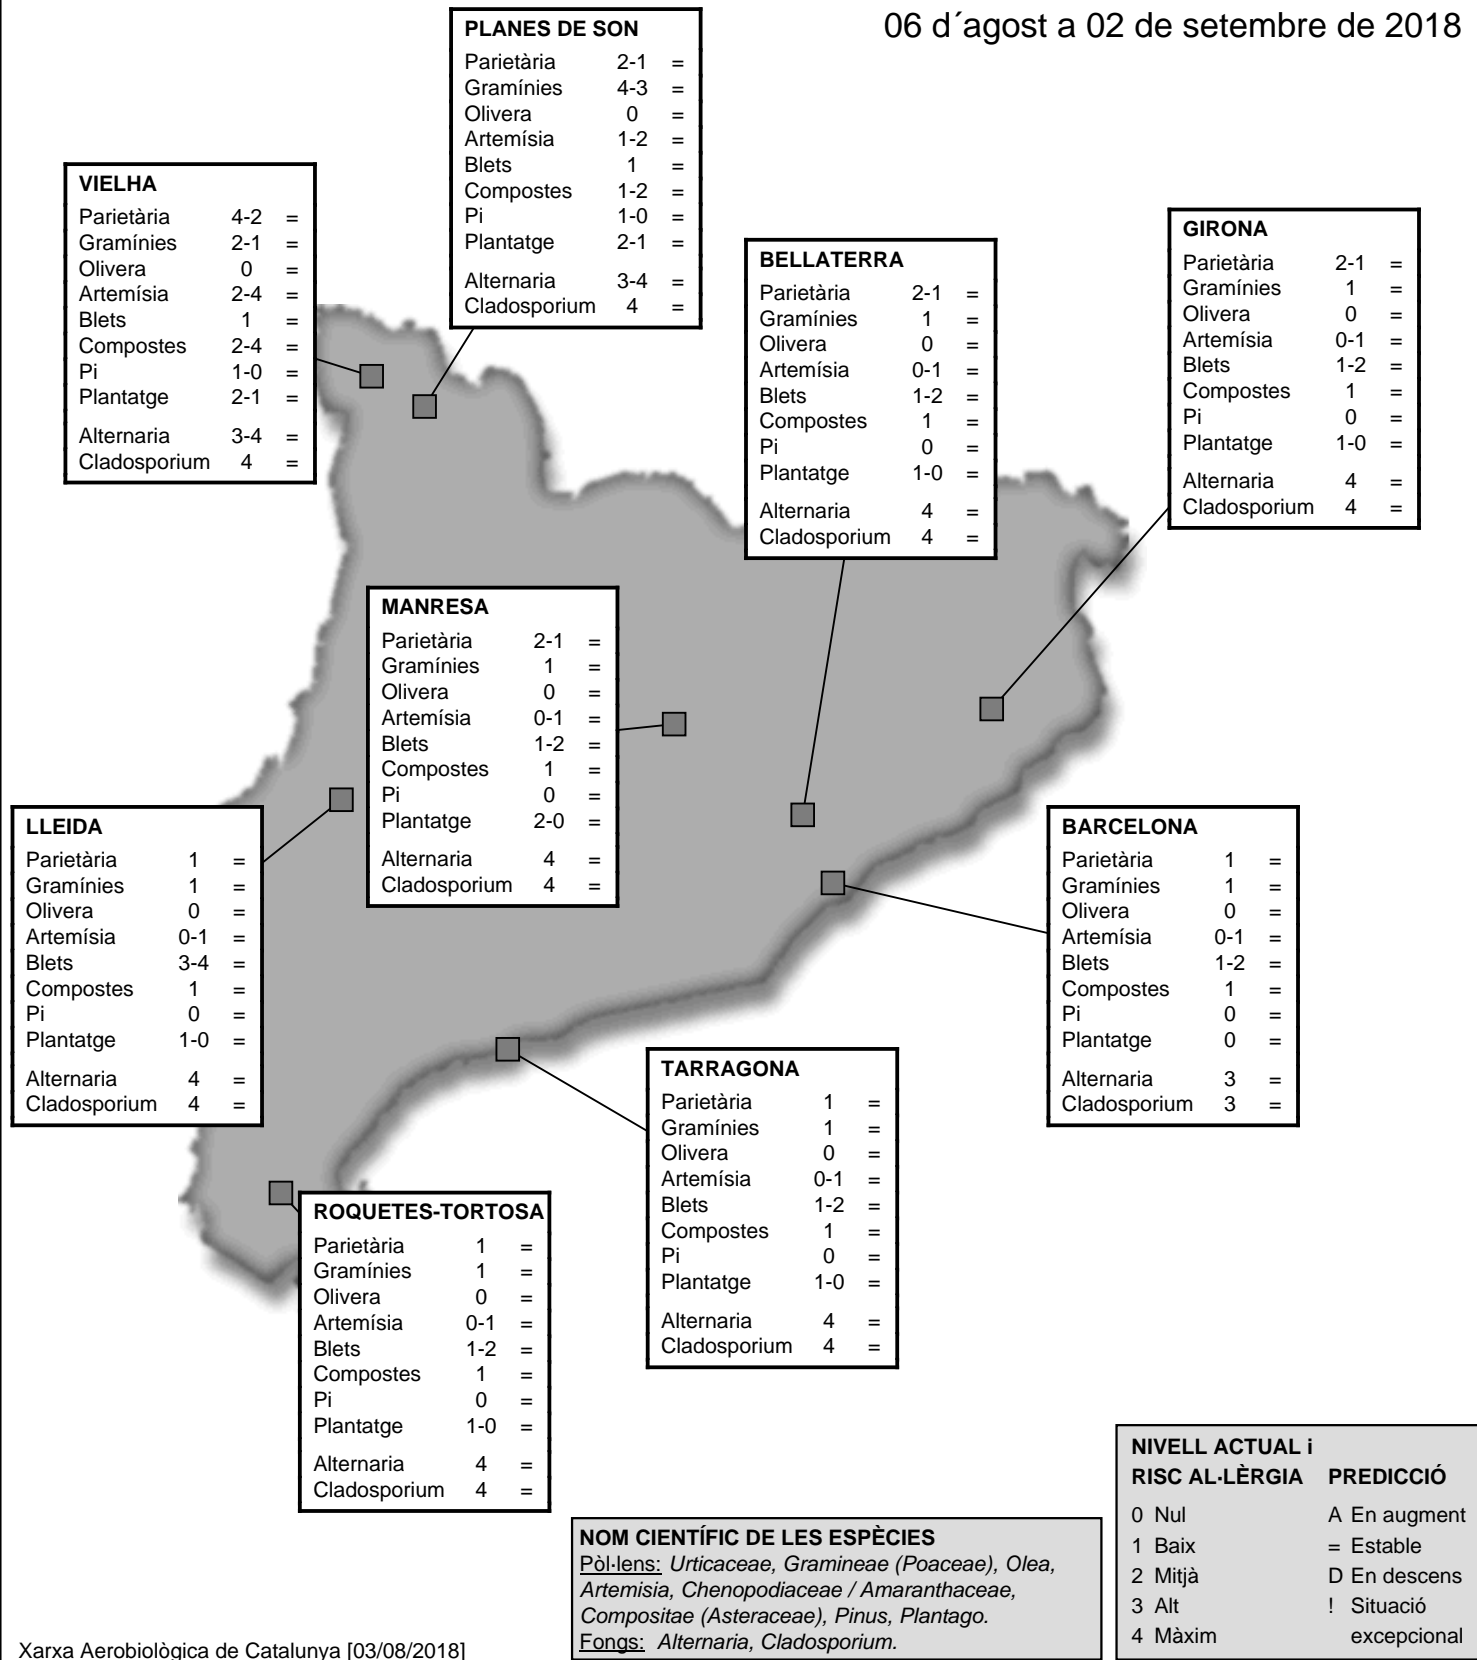 06 d´agost a 02 de setembre de 2018
PLANES DE SON
Parietària 2-1 =
Gramínies 4-3 =
Olivera 0 =
Artemísia 1-2 =
Blets 1 =
Compostes 1-2 =
Pi 1-0 =
Plantatge 2-1 =
Alternaria 3-4 =
Cladosporium 4 =
VIELHA
Parietària 4-2 =
Gramínies 2-1 =
Olivera 0 =
Artemísia 2-4 =
Blets 1 =
Compostes 2-4 =
Pi 1-0 =
Plantatge 2-1 =
Alternaria 3-4 =
Cladosporium 4 =
GIRONA
Parietària 2-1 =
Gramínies 1 =
Olivera 0 =
Artemísia 0-1 =
Blets 1-2 =
Compostes 1 =
Pi 0 =
Plantatge 1-0 =
Alternaria 4 =
Cladosporium 4 =
BELLATERRA
Parietària 2-1 =
Gramínies 1 =
Olivera 0 =
Artemísia 0-1 =
Blets 1-2 =
Compostes 1 =
Pi 0 =
Plantatge 1-0 =
Alternaria 4 =
Cladosporium 4 =
MANRESA
Parietària 2-1 =
Gramínies 1 =
Olivera 0 =
Artemísia 0-1 =
Blets 1-2 =
Compostes 1 =
Pi 0 =
Plantatge 2-0 =
Alternaria 4 =
Cladosporium 4 =
LLEIDA
Parietària 1 =
Gramínies 1 =
Olivera 0 =
Artemísia 0-1 =
Blets 3-4 =
Compostes 1 =
Pi 0 =
Plantatge 1-0 =
Alternaria 4 =
Cladosporium 4 =
BARCELONA
Parietària 1 =
Gramínies 1 =
Olivera 0 =
Artemísia 0-1 =
Blets 1-2 =
Compostes 1 =
Pi 0 =
Plantatge 0 =
Alternaria 3 =
Cladosporium 3 =
TARRAGONA
Parietària 1 =
Gramínies 1 =
Olivera 0 =
Artemísia 0-1 =
Blets 1-2 =
Compostes 1 =
Pi 0 =
Plantatge 1-0 =
Alternaria 4 =
Cladosporium 4 =
ROQUETES-TORTOSA
Parietària 1 =
Gramínies 1 =
Olivera 0 =
Artemísia 0-1 =
Blets 1-2 =
Compostes 1 =
Pi 0 =
Plantatge 1-0 =
Alternaria 4 =
Cladosporium 4 =
NIVELL ACTUAL i
RISC AL·LÈRGIA PREDICCIÓ
0 Nul A En augment
1 Baix = Estable
2 Mitjà D En descens
3 Alt ! Situació
4 Màxim excepcional
NOM CIENTÍFIC DE LES ESPÈCIES
Pòl·lens: Urticaceae, Gramineae (Poaceae), Olea,
Artemisia, Chenopodiaceae / Amaranthaceae,
Compositae (Asteraceae), Pinus, Plantago.
Fongs: Alternaria, Cladosporium.
Xarxa Aerobiològica de Catalunya [03/08/2018]